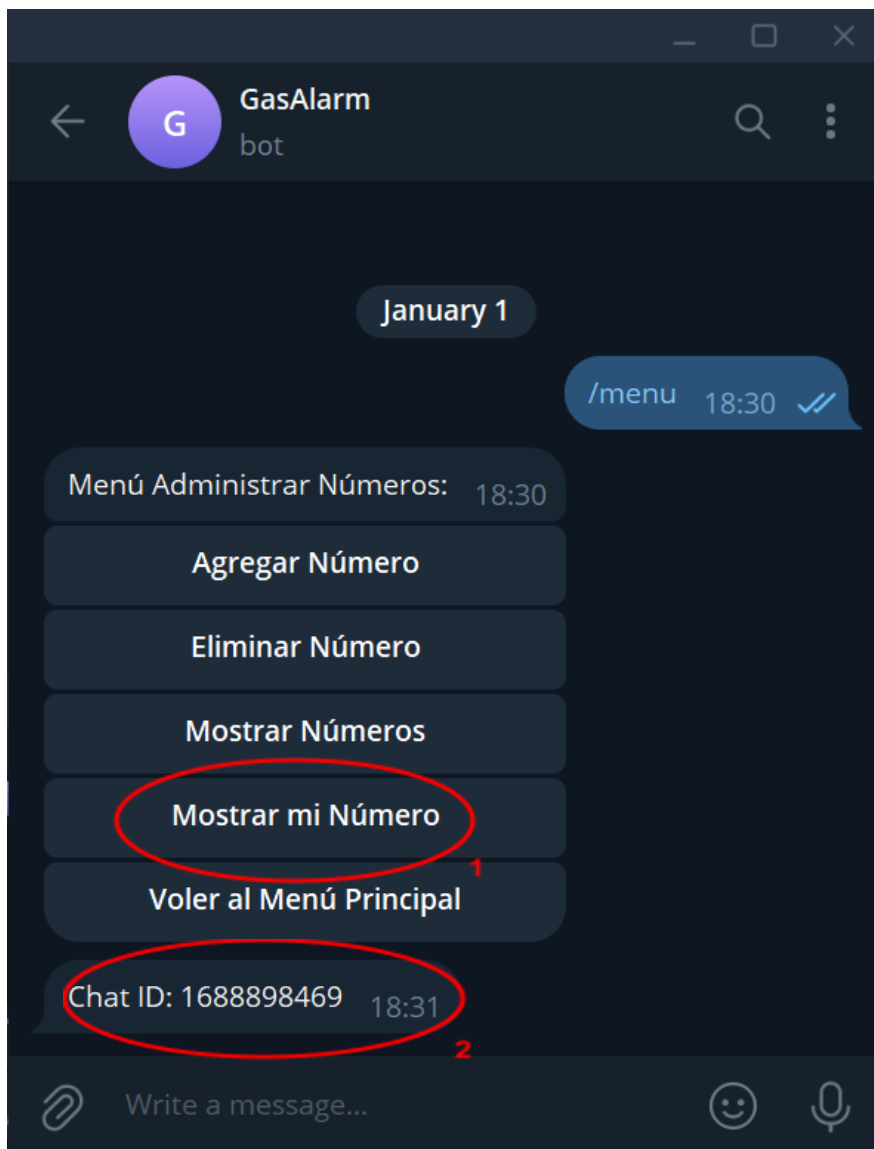 GasAlarm
G
bot
January 1
/menu 18:30
Menú Administrar Números: 18:30
Agregar Número
Eliminar Número
Mostrar Números
Mostrar mi Número
1
Voler al Menú Principal
Chat ID: 1688898469 18:31
2
Write a message...